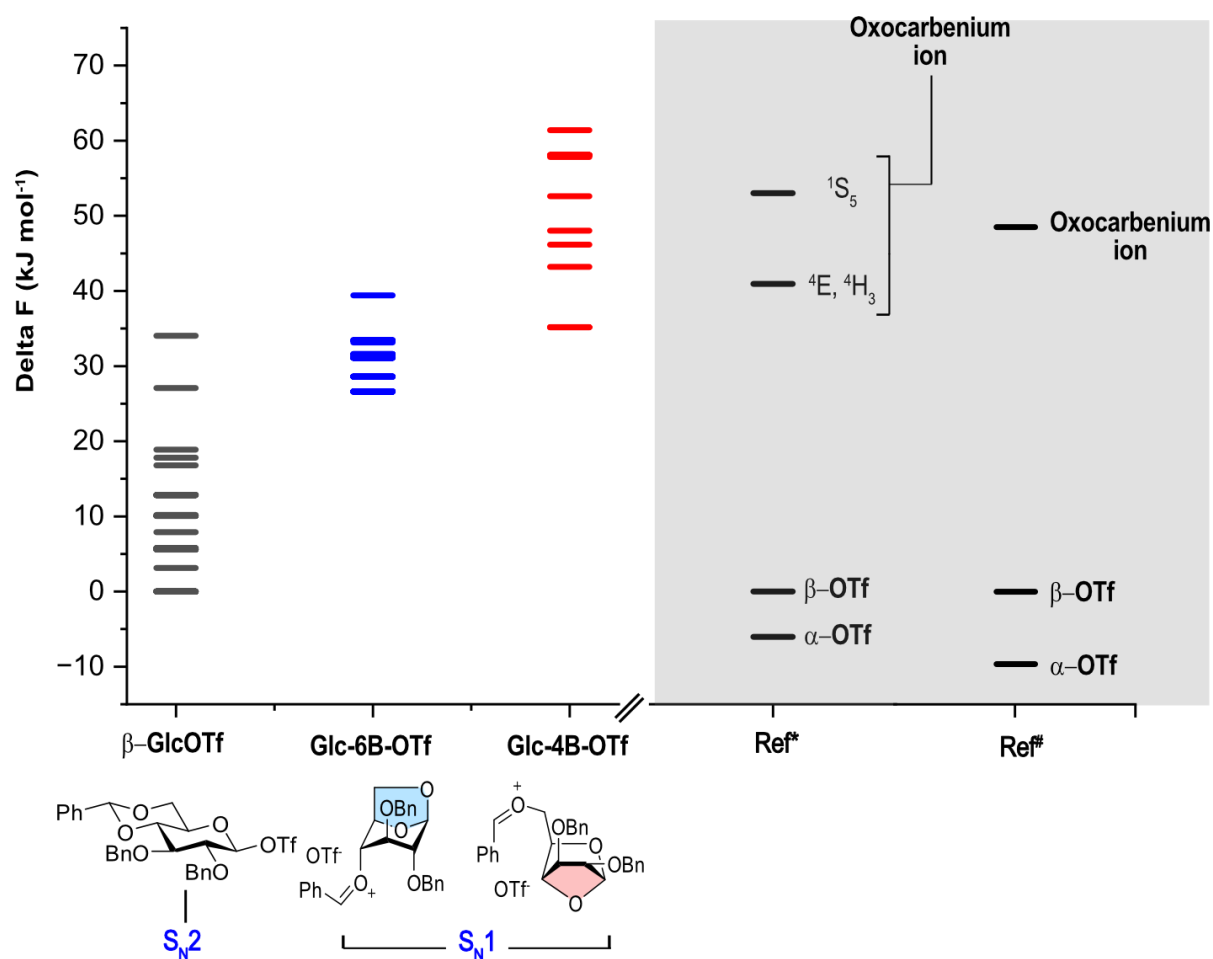 Oxocarbenium
ion
70
60
50
40
30
20
10
0
−10
Delta F (kJ mol-1)
1S5
4E, 4H3
Oxocarbenium
ion
β–OTf
α–OTf
β–OTf
α–OTf
β–GlcOTf
Glc-6B-OTf
Glc-4B-OTf
Ref*
Ref#
Ph
O
O
O
BnO
BnO
OTf
O
OBn
O
OTf-
O
+
Ph
OBn
+
O
Ph
OBn
O
OBn
OTf-
O
SN2
SN1